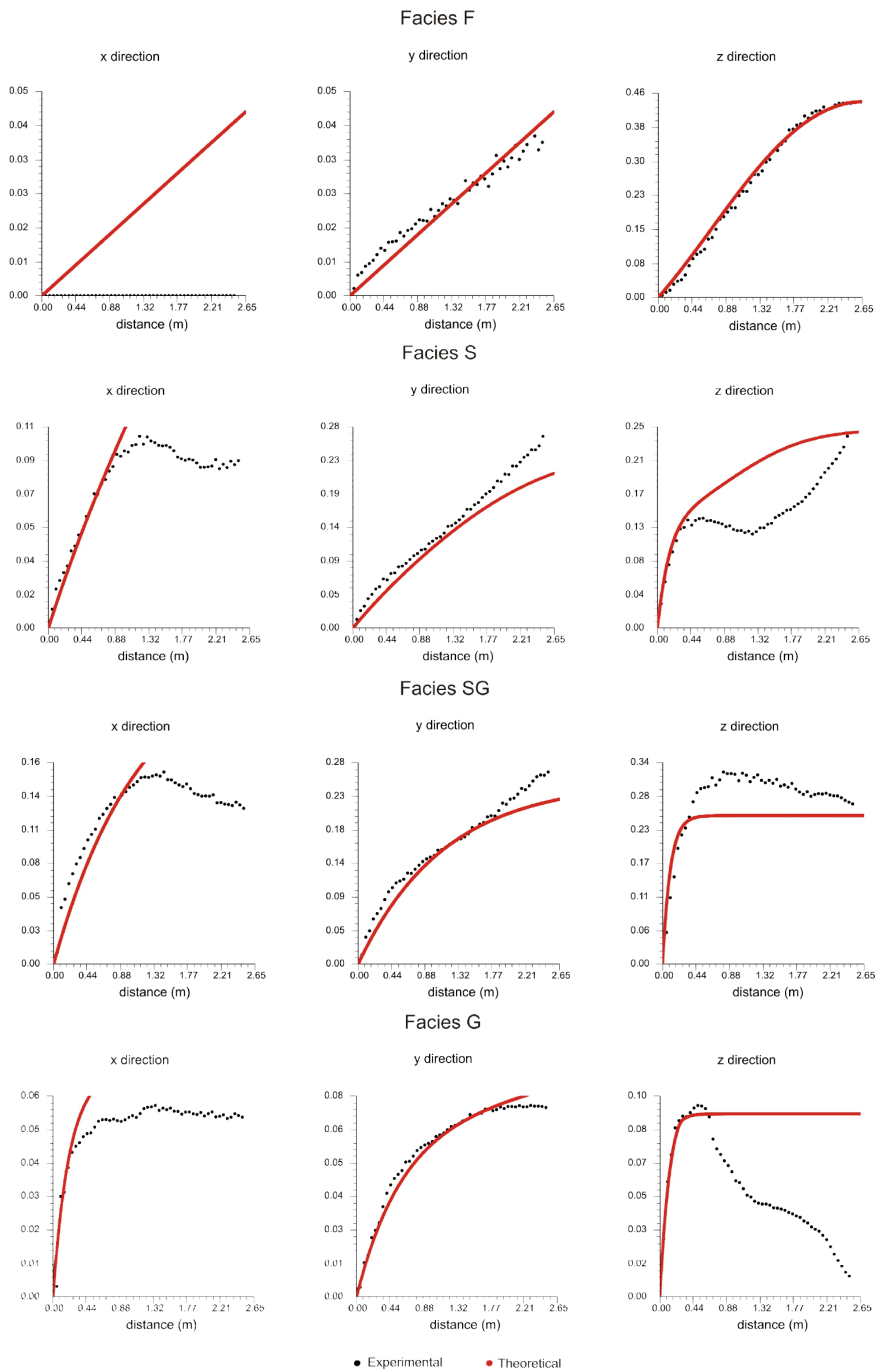 Facies F
x direction y direction z direction
0.05 0.05 0.46
0.04 0.04 0.38
0.03 0.03 0.30
0.03 0.03 0.23
0.02 0.02 0.15
0.01 0.01 0.08
0.00 0.00 0.00
0.00 0.44 0.88 1.32 1.77 2.21 2.65 0.00 0.44 0.88 1.32 1.77 2.21 2.65 0.00 0.44 0.88 1.32 1.77 2.21 2.65
distance (m) distance (m) distance (m)
Facies S
x direction y direction z direction
0.11 0.28 0.25
0.09 0.23 0.21
0.07 0.19 0.17
0.05 0.14 0.13
0.04 0.09 0.08
0.02 0.05 0.04
0.00 0.00 0.00
0.00 0.44 0.88 1.32 1.77 2.21 2.65 0.00 0.44 0.88 1.32 1.77 2.21 2.65 0.00 0.44 0.88 1.32 1.77 2.21 2.65
distance (m) distance (m) distance (m)
Facies SG
x direction y direction z direction
0.16 0.28 0.34
0.14 0.23 0.28
0.11 0.18 0.23
0.08 0.14 0.17
0.05 0.09 0.11
0.03 0.05 0.06
0.00 0.00 0.00
0.00 0.44 0.88 1.32 1.77 2.21 2.65 0.00 0.44 0.88 1.32 1.77 2.21 2.65 0.00 0.44 0.88 1.32 1.77 2.21 2.65
distance (m) distance (m) distance (m)
Facies G
x direction y direction z direction
0.06 0.08 0.10
0.05 0.07 0.08
0.04 0.05 0.07
0.03 0.04 0.05
0.02 0.03 0.03
0.01 0.01 0.02
0.00 0.00 0.00
0.00 0.44 0.88 1.32 1.77 2.21 2.65 0.00 0.44 0.88 1.32 1.77 2.21 2.65 0.00 0.44 0.88 1.32 1.77 2.21 2.65
distance (m) distance (m) distance (m)
Experimental Theoretical